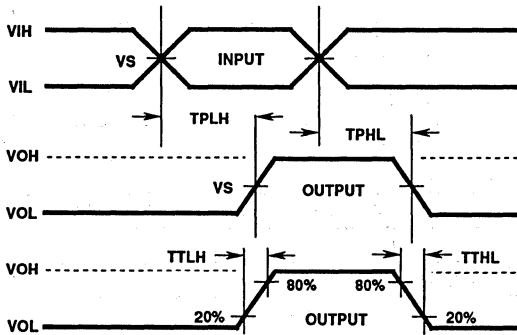 VIH
VS INPUT
VIL
TPLH TPHL
VOH
VS OUTPUT
VOL
TTLH TTHL
VOH
80% 80%
20% OUTPUT 20%
VOL